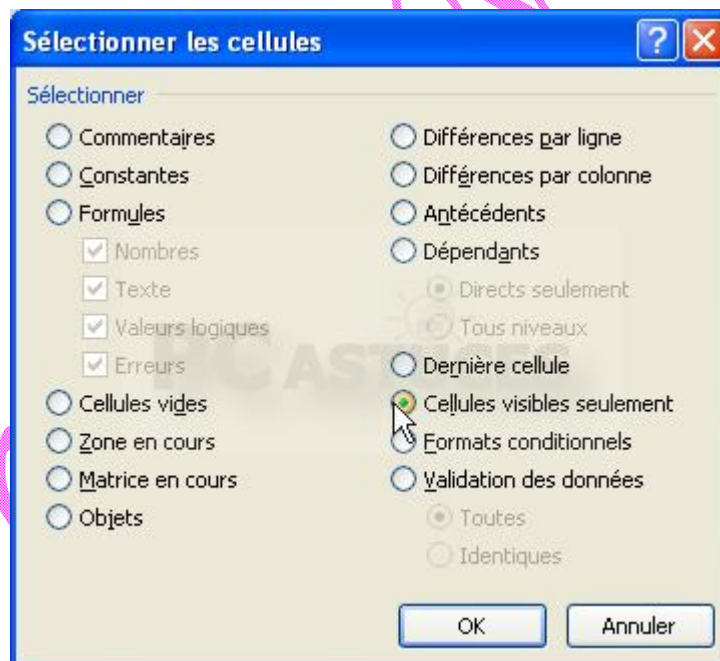 Sélectionner les cellules
Sélectionner
Commentaires
Constantes
Formules
Nombres
Texte
Valeurs logiques
Erreurs
Cellules vides
Zone en cours
Matrice en cours
Objets
Différences par ligne
Différences par colonne
Antécédents
Dépendants
Directs seulement
Tous niveaux
Dernière cellule
Cellules visibles seulement
Formats conditionnels
Validation des données
Toutes
Identiques
OK
Annuler
PC ASTUCES